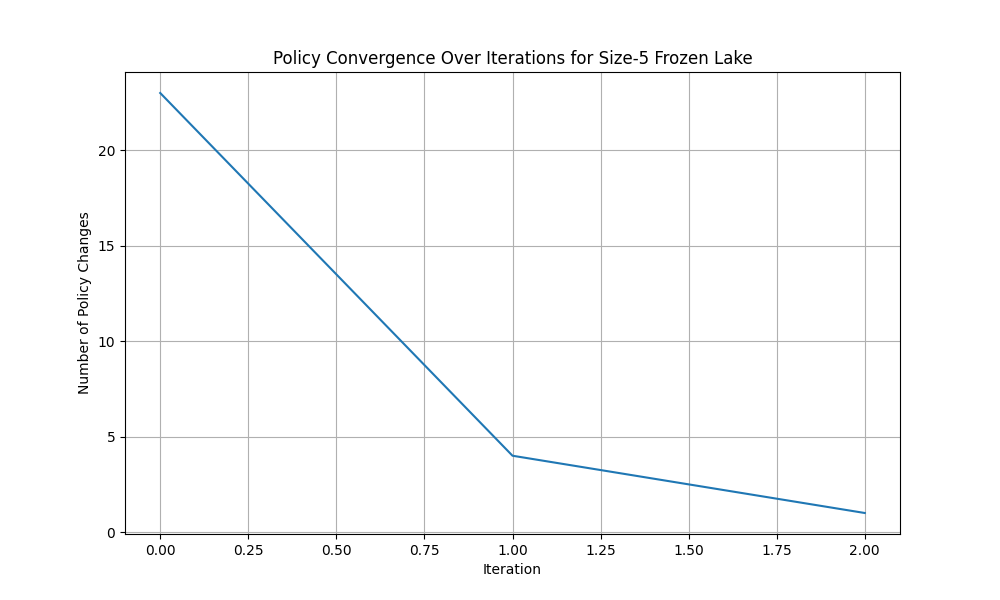 Policy Convergence Over Iterations for Size-5 Frozen Lake
Number of Policy Changes
20
15
10
5
0
0.00 0.25 0.50 0.75 1.00 1.25 1.50 1.75 2.00
Iteration